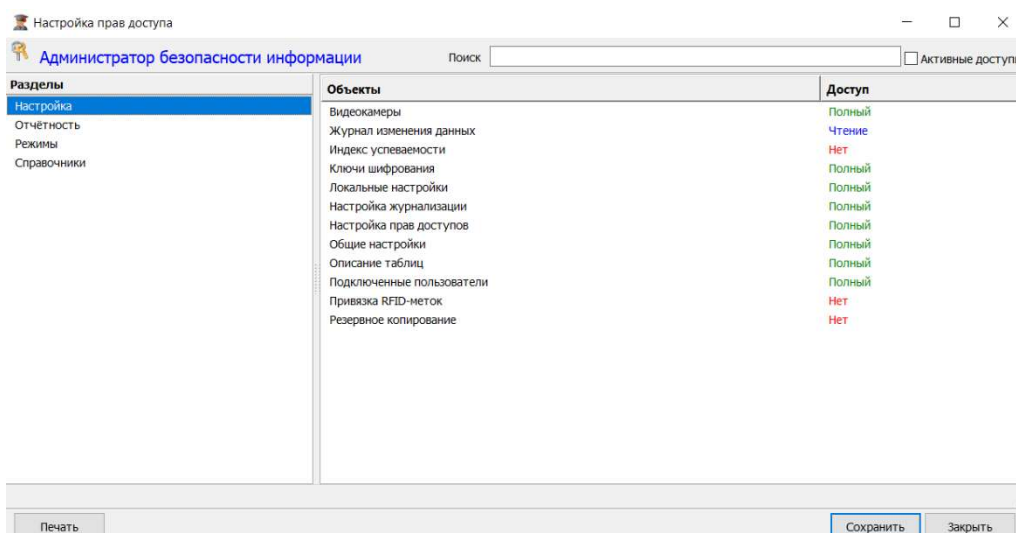 Настройка прав доступа
Администратор безопасности информации Поиск Активные доступы
Разделы Объекты Доступ
Настройка Видеокамеры Полный
Отчётность Журнал изменения данных Чтение
Режимы Индекс успеваемости Нет
Справочники Ключи шифрования Полный
Локальные настройки Полный
Настройка журнализации Полный
Настройка прав доступов Полный
Общие настройки Полный
Описание таблиц Полный
Подключенные пользователи Полный
Привязка RFID-меток Нет
Резервное копирование Нет
Печать Сохранить Закрыть